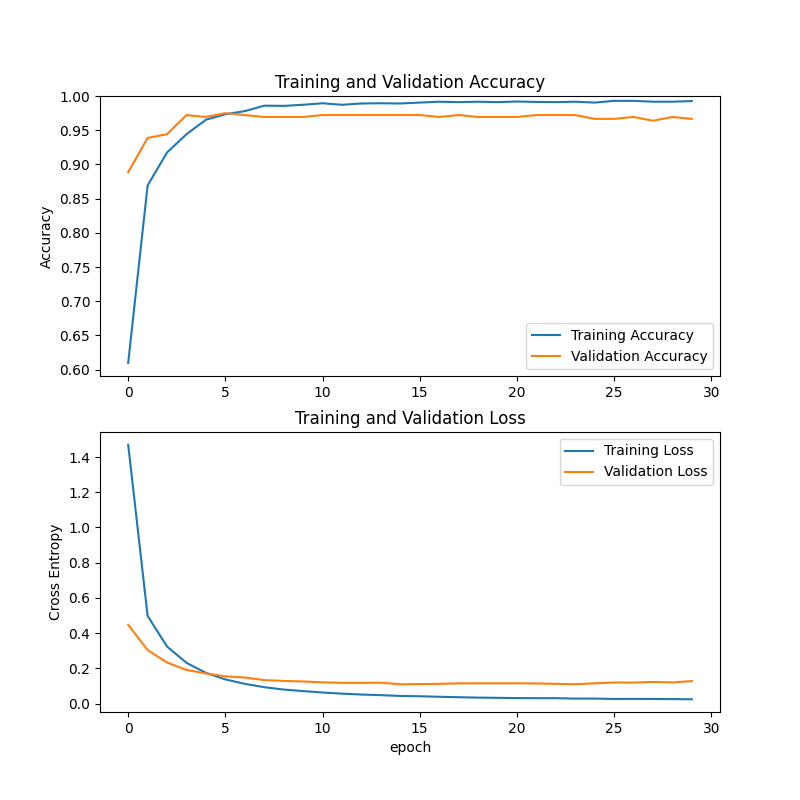 Training and Validation Accuracy
Accuracy
1.00
0.95
0.90
0.85
0.80
0.75
0.70
0.65
0.60
Training Accuracy
Validation Accuracy
0 5 10 15 20 25 30
Training and Validation Loss
Cross Entropy
1.4
1.2
1.0
0.8
0.6
0.4
0.2
0.0
Training Loss
Validation Loss
0 5 10 15 20 25 30
epoch